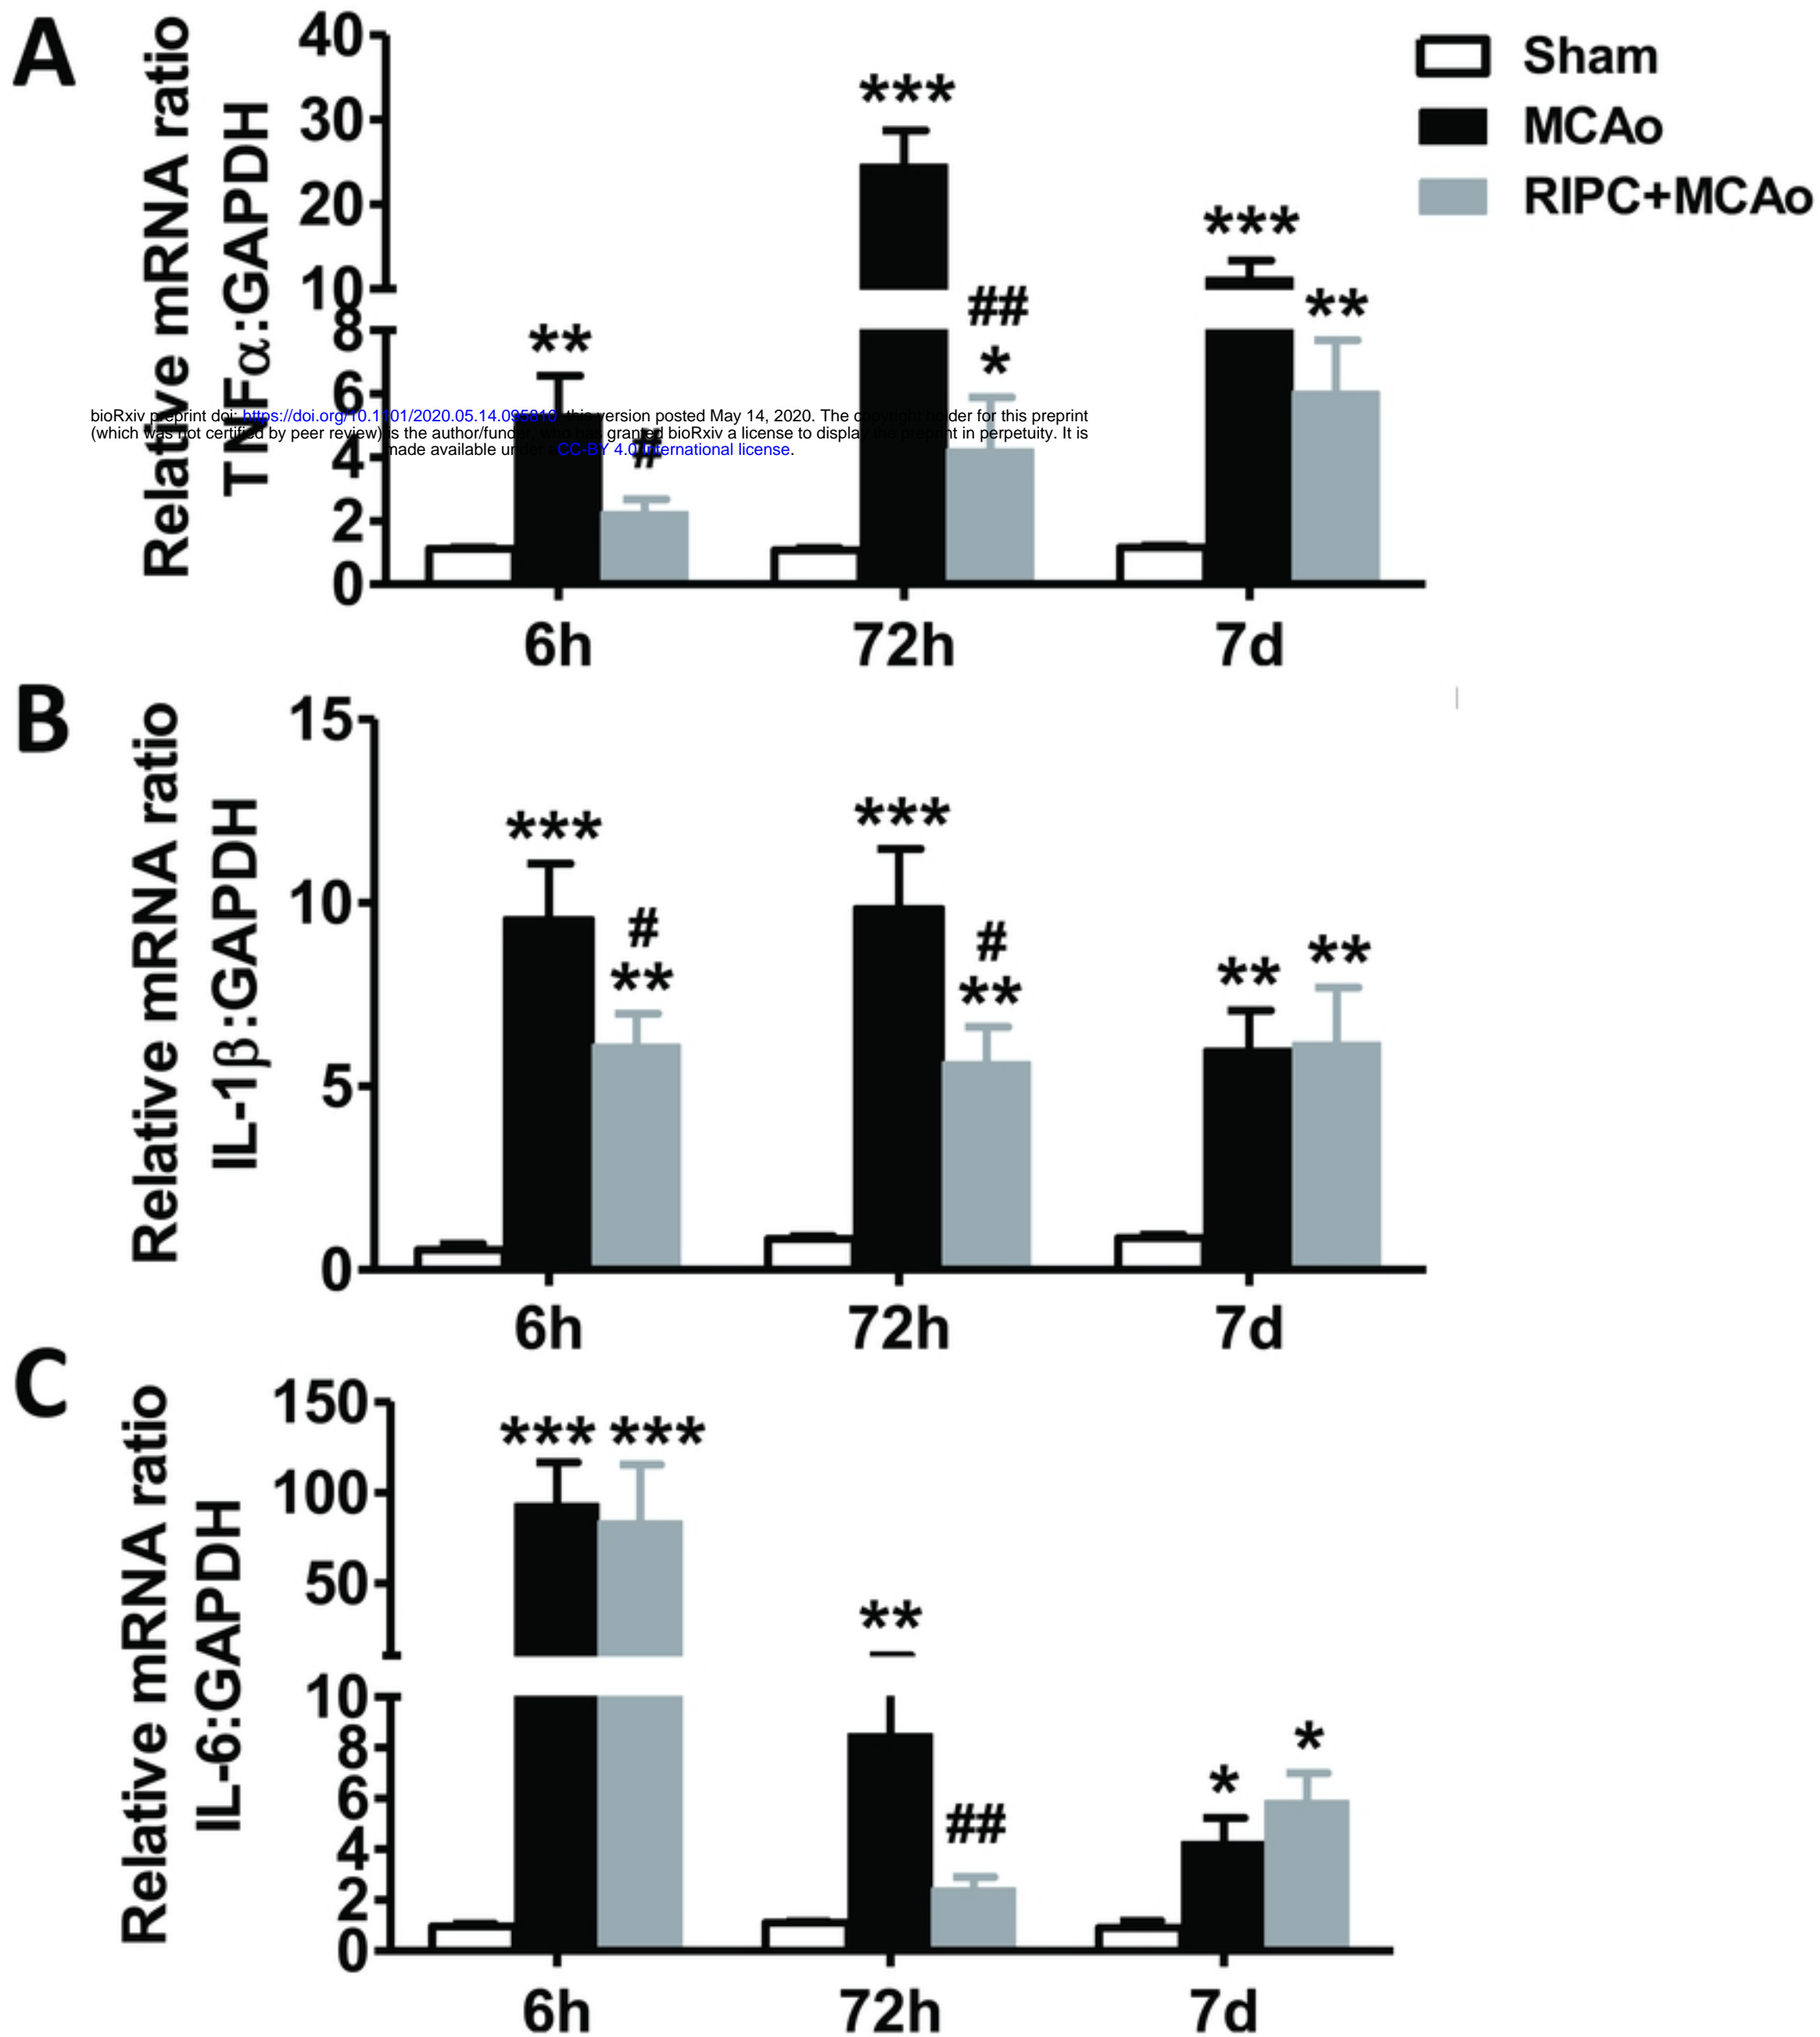 A
Relative mRNA ratio
TNFα:GAPDH
40
30
20
10
8
6
4
2
0
**
#
***
##
*
***
**
6h
72h
7d
Sham
MCAo
RIPC+MCAo
bioRxiv preprint doi: https://doi.org/10.1101/2020.05.14.095810; this version posted May 14, 2020. The copyright holder for this preprint
(which was not certified by peer review) is the author/funder, who has granted bioRxiv a license to display the preprint in perpetuity. It is
made available under a CC-BY 4.0 International license.
B
Relative mRNA ratio
IL-1β:GAPDH
15
10
5
0
***
#
**
***
#
**
**
**
6h
72h
7d
C
Relative mRNA ratio
IL-6:GAPDH
150
100
50
10
8
6
4
2
0
*** ***
**
##
*
*
6h
72h
7d